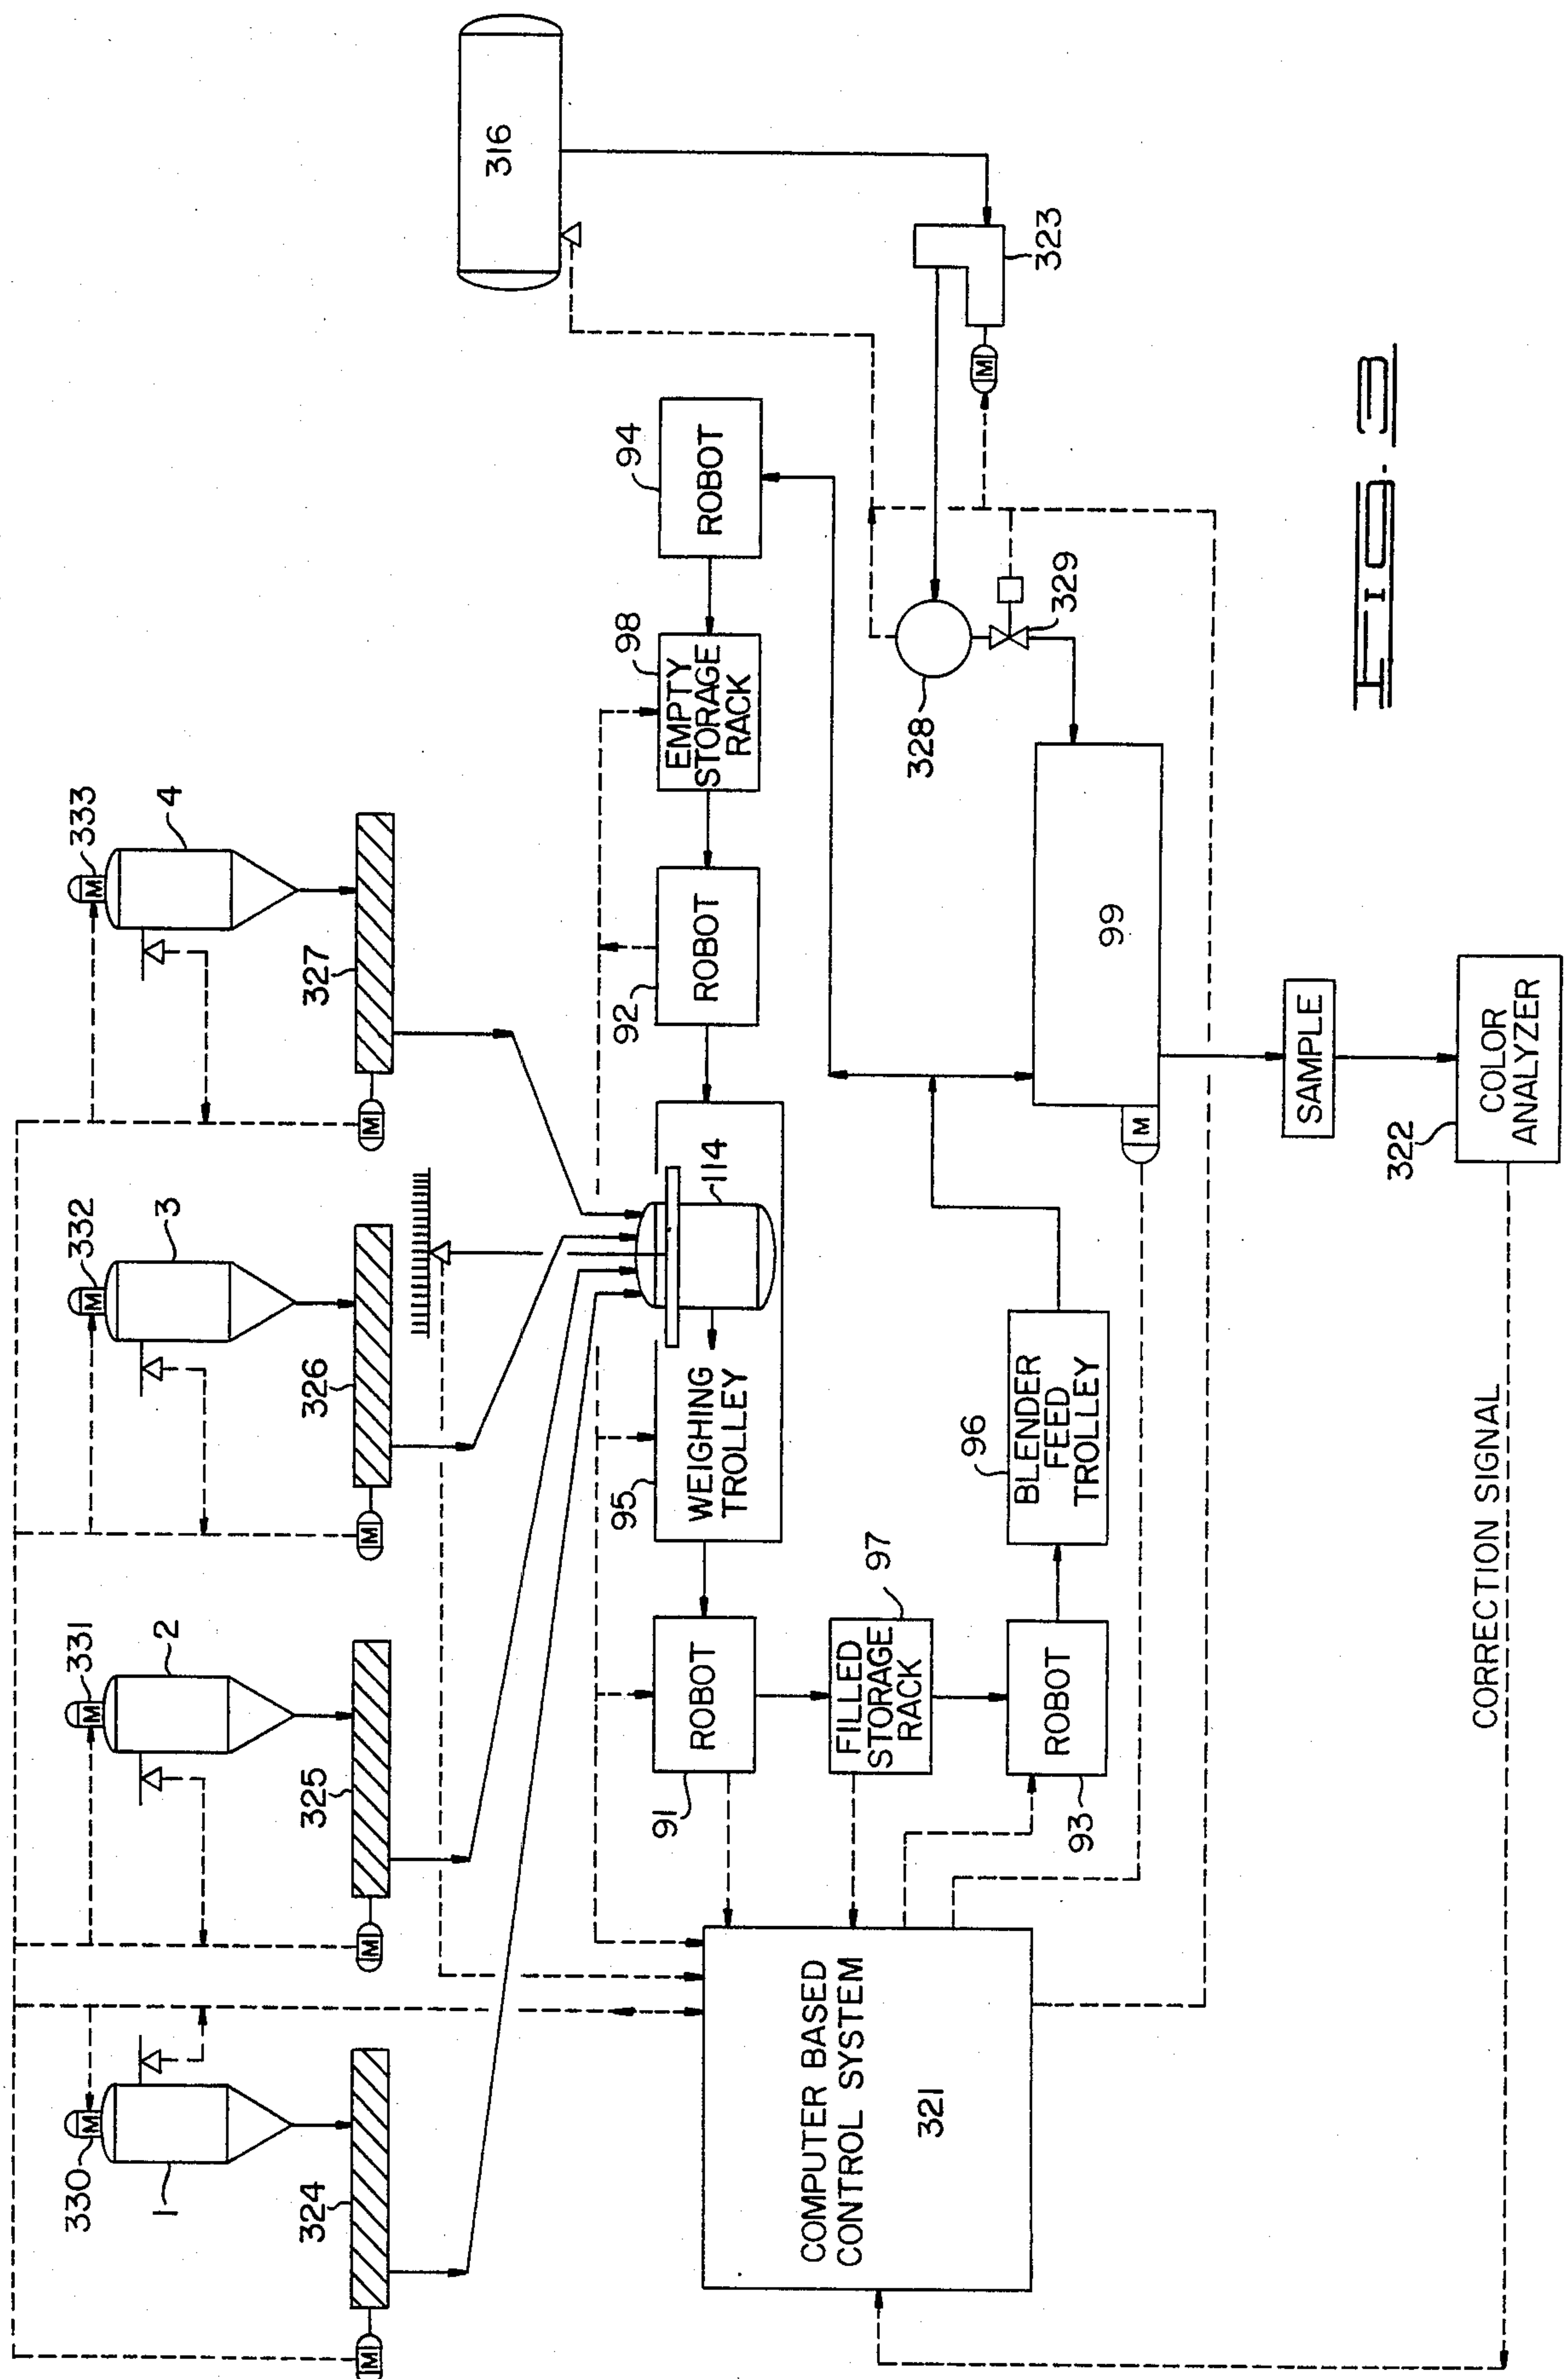 330
M
1
331
M
2
332
M
3
333
M
4
324
M
325
M
326
M
327
M
316
91
ROBOT
95
WEIGHING
TROLLEY
114
92
ROBOT
98
EMPTY
STORAGE
RACK
94
ROBOT
FILLED
STORAGE
RACK
97
93
ROBOT
96
BLENDER
FEED
TROLLEY
328
329
M
323
COMPUTER BASED
CONTROL SYSTEM
321
M
99
SAMPLE
322
COLOR
ANALYZER
CORRECTION SIGNAL
FIG. 3